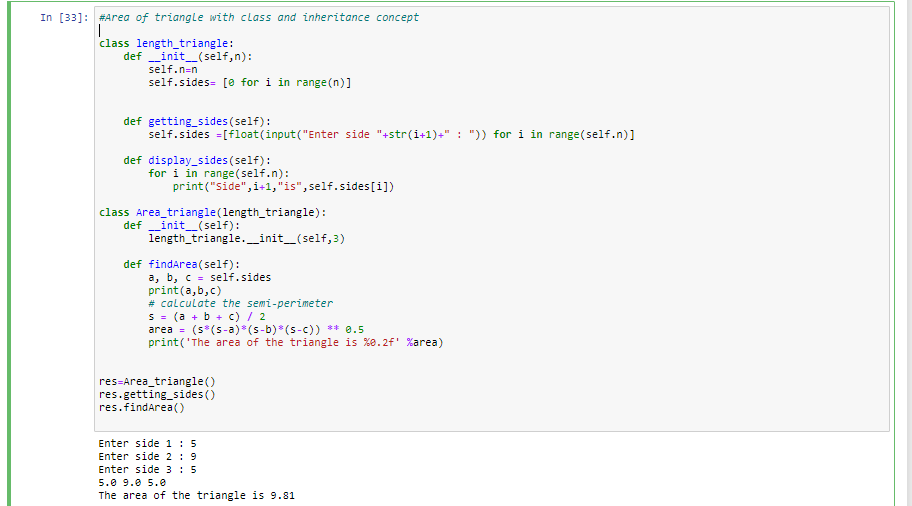 In [33]: #Area of triangle with class and inheritance concept
class length_triangle:
    def __init__(self,n):
        self.n=n
        self.sides= [0 for i in range(n)]
    def getting_sides(self):
        self.sides =[float(input("Enter side "+str(i+1)+" : ")) for i in range(self.n)]
    def display_sides(self):
        for i in range(self.n):
            print("Side",i+1,"is",self.sides[i])
class Area_triangle(length_triangle):
    def __init__(self):
        length_triangle.__init__(self,3)
    def findArea(self):
        a, b, c = self.sides
        print(a,b,c)
        # calculate the semi-perimeter
        s = (a + b + c) / 2
        area = (s*(s-a)*(s-b)*(s-c)) ** 0.5
        print('The area of the triangle is %0.2f' %area)
res=Area_triangle()
res.getting_sides()
res.findArea()
Enter side 1 : 5
Enter side 2 : 9
Enter side 3 : 5
5.0 9.0 5.0
The area of the triangle is 9.81